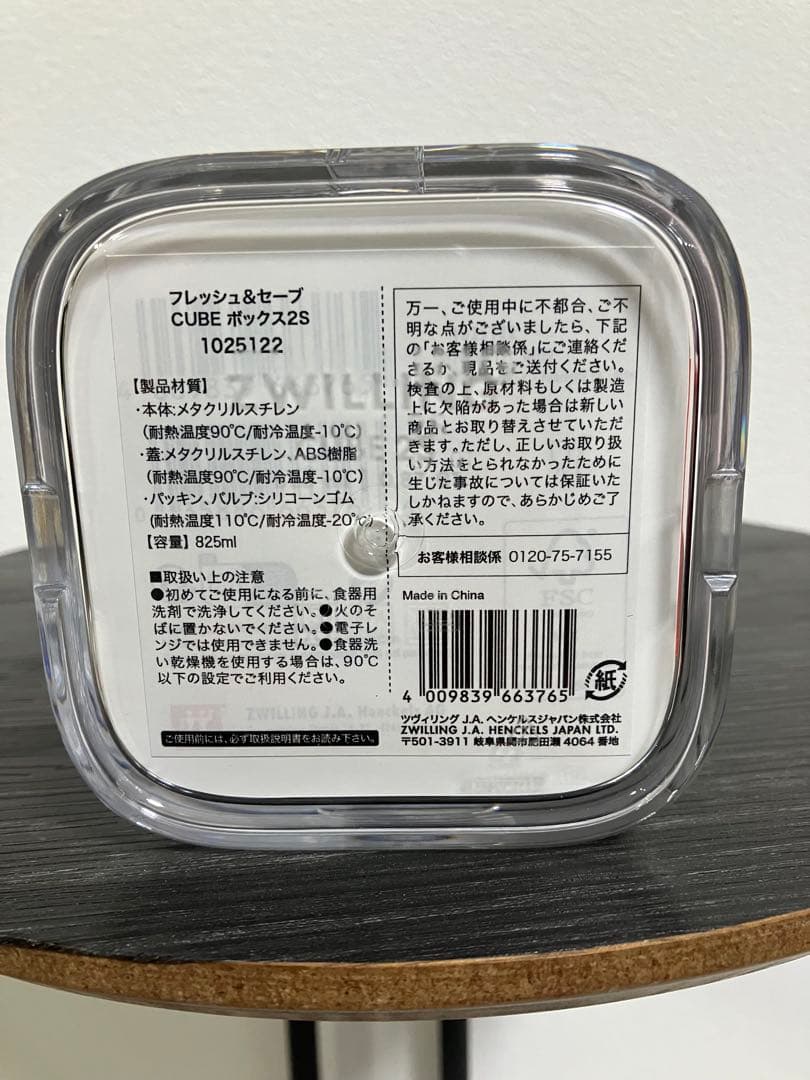 フレッシュ&セーブ
CUBE ボックス2S
1025122
【製品材質】
・本体:メタクリルスチレン
(耐熱温度90℃/耐冷温度-10℃)
・蓋:メタクリルスチレン、ABS樹脂
(耐熱温度90℃/耐冷温度-10℃)
・パッキン、バルブ:シリコーンゴム
(耐熱温度110℃/耐冷温度-20℃)
【容量】 825ml
■取扱い上の注意
●初めてご使用になる前に、食器用
洗剤で洗浄してください。●火のそ
ばに置かないでください。●電子レ
ンジでは使用できません。●食器洗
い乾燥機を使用する場合は、90℃
以下の設定でご利用ください。
ご使用前には、必ず取扱説明書をお読み下さい。
万一、ご使用中に不都合、ご不
明な点がございましたら、下記
の「お客様相談係」にご連絡くだ
さるか、現品をご送付ください。
検査の上、原材料もしくは製造
上に欠陥があった場合は新しい
商品とお取り替えさせていただ
きます。ただし、正しいお取り扱
い方法をとられなかったために
生じた事故については保証いた
しかねますので、あらかじめご了
承ください。
お客様相談係 0120-75-7155
Made in China
4 009839 663765
紙
ツヴィリング J.A. ヘンケルスジャパン株式会社
ZWILLING J.A. HENCKELS JAPAN LTD.
〒501-3911 岐阜県関市肥田瀬 4064 番地
ZWILLING
ZWILLING J.A. Henckels AG
FSC